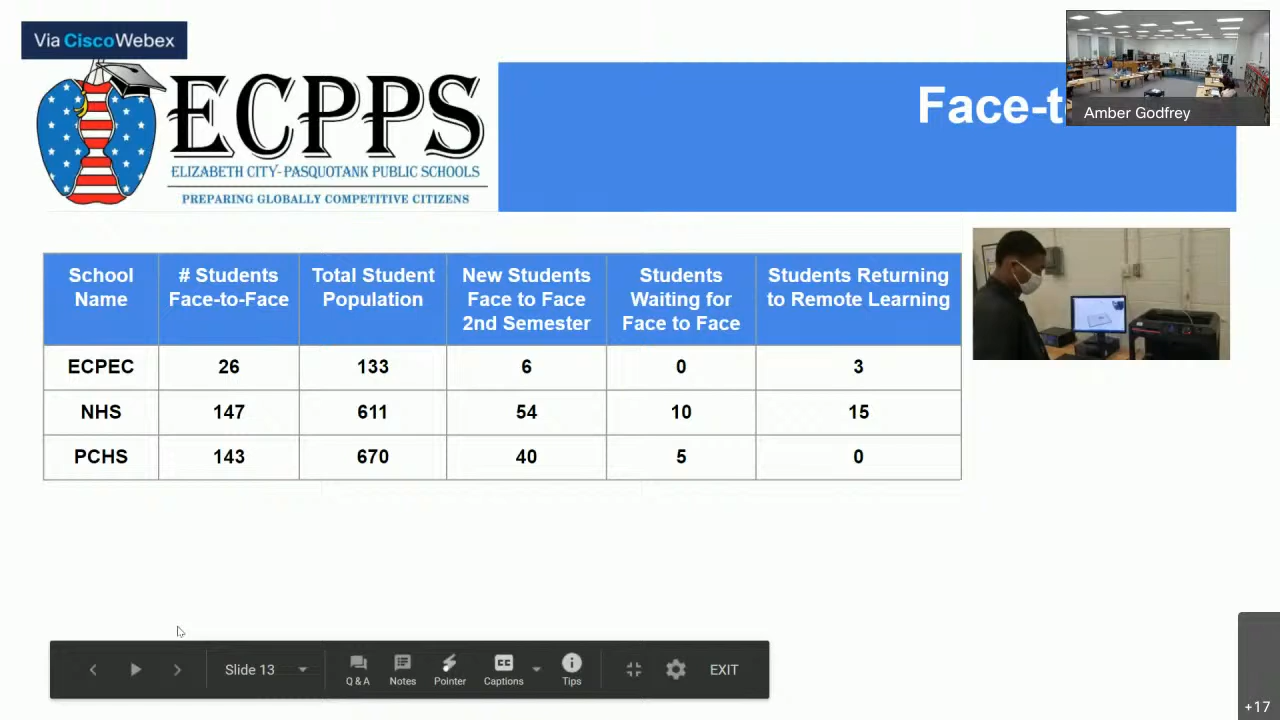 Via CiscoWebex
ECPPS
ELIZABETH CITY-PASQUOTANK PUBLIC SCHOOLS
PREPARING GLOBALLY COMPETITIVE CITIZENS
Face-t
Amber Godfrey
School Name # Students Face-to-Face Total Student Population New Students Face to Face 2nd Semester Students Waiting for Face to Face Students Returning to Remote Learning
ECPEC 26 133 6 0 3
NHS 147 611 54 10 15
PCHS 143 670 40 5 0
Slide 13 Q & A Notes Pointer CC Captions Tips EXIT
+17